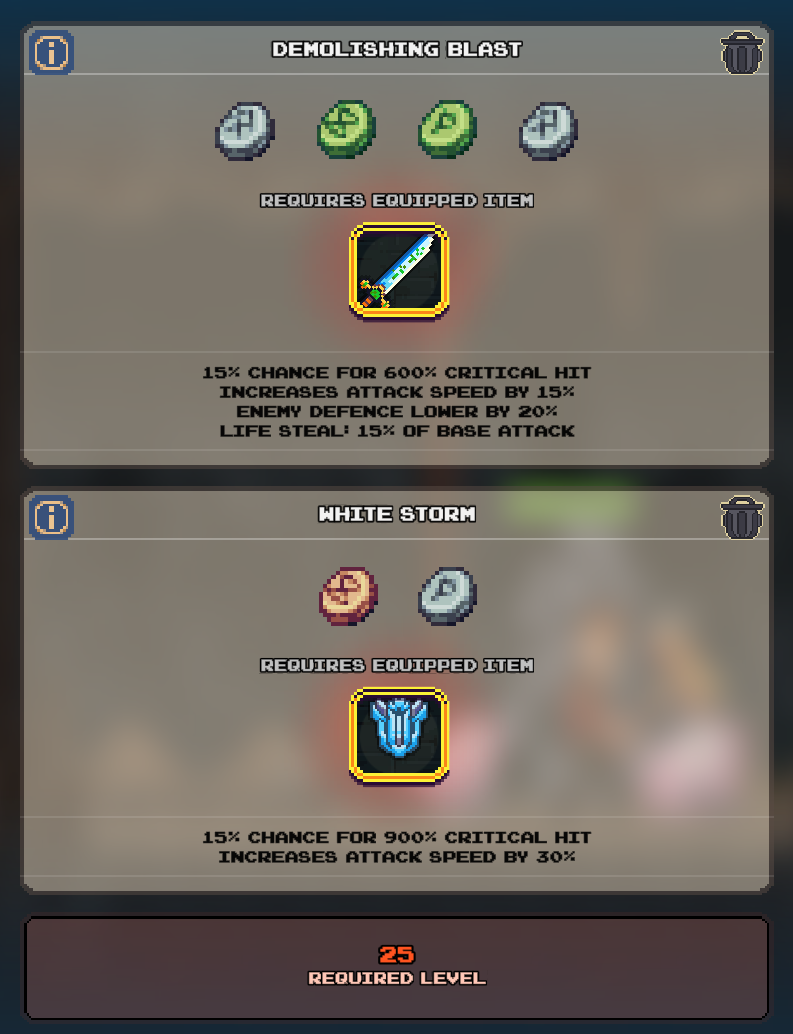 DEMOLISHING BLAST
REQUIRES EQUIPPED ITEM
15% CHANCE FOR 600% CRITICAL HIT
INCREASES ATTACK SPEED BY 15%
ENEMY DEFENCE LOWER BY 20%
LIFE STEAL: 15% OF BASE ATTACK
WHITE STORM
REQUIRES EQUIPPED ITEM
15% CHANCE FOR 900% CRITICAL HIT
INCREASES ATTACK SPEED BY 30%
25
REQUIRED LEVEL